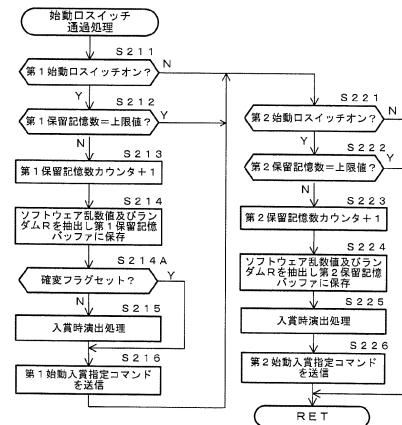 始動口スイッチ
通過処理
S211
第1始動口スイッチオン?
N
Y
S212
第1保留記憶数=上限値?
Y
N
S213
第1保留記憶数カウンタ+1
S214
ソフトウェア乱数値及びラン
ダムRを抽出し第1保留記憶
バッファに保存
S214A
確変フラグセット?
Y
N
S215
入賞時演出処理
S216
第1始動入賞指定コマンド
を送信
S221
第2始動口スイッチオン?
N
Y
S222
第2保留記憶数=上限値?
Y
N
S223
第2保留記憶数カウンタ+1
S224
ソフトウェア乱数値及びラン
ダムRを抽出し第2保留記憶
バッファに保存
S225
入賞時演出処理
S226
第2始動入賞指定コマンド
を送信
RET